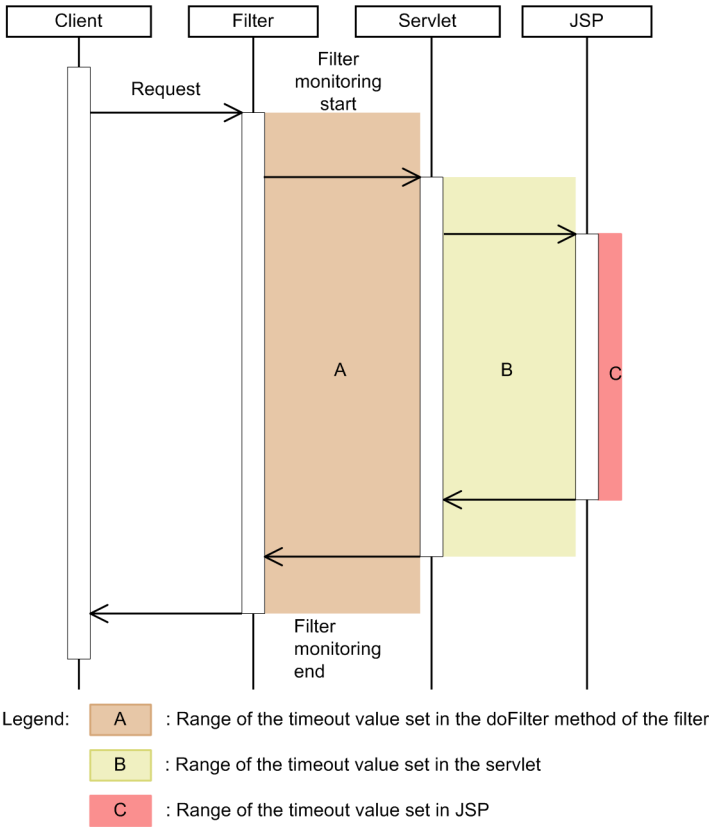 Client
Filter
Servlet
JSP
Request
Filter
monitoring
start
A
B
C
Filter
monitoring
end
Legend:
A : Range of the timeout value set in the doFilter method of the filter
B : Range of the timeout value set in the servlet
C : Range of the timeout value set in JSP